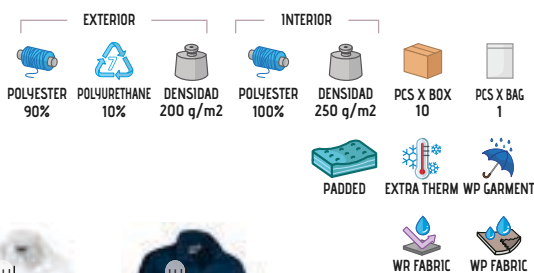 EXTERIOR
INTERIOR
7
POLYESTER
90%
POLYURETHANE
10%
DENSIDAD
200 g/m2
POLYESTER
100%
DENSIDAD
250 g/m2
PCS X BOX
10
PCS X BAG
1
PADDED
EXTRA THERM
WP GARMENT
WR FABRIC
WP FABRIC